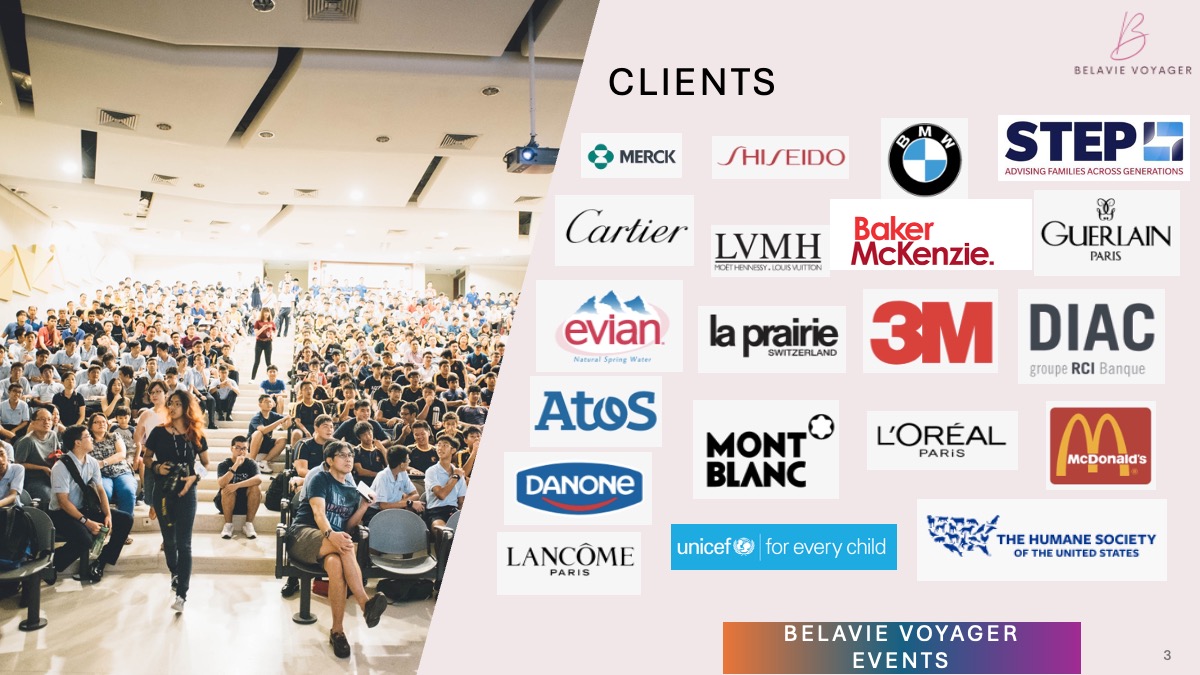 BELAVIE VOYAGER
CLIENTS
MERCK
SHISEIDO
BMW
STEP
ADVISING FAMILIES ACROSS GENERATIONS
Cartier
LVMH
MOËT HENNESSY. LOUIS VUITTON
Baker
McKenzie.
GUERLAIN
PARIS
evian
Natural Spring Water
la prairie
SWITZERLAND
3M
DIAC
groupe RCI Banque
Atos
MONT
BLANC
L'ORÉAL
PARIS
McDonald's
DANONE
unicef for every child
THE HUMANE SOCIETY
OF THE UNITED STATES
LANCÔME
PARIS
BELAVIE VOYAGER
EVENTS
3